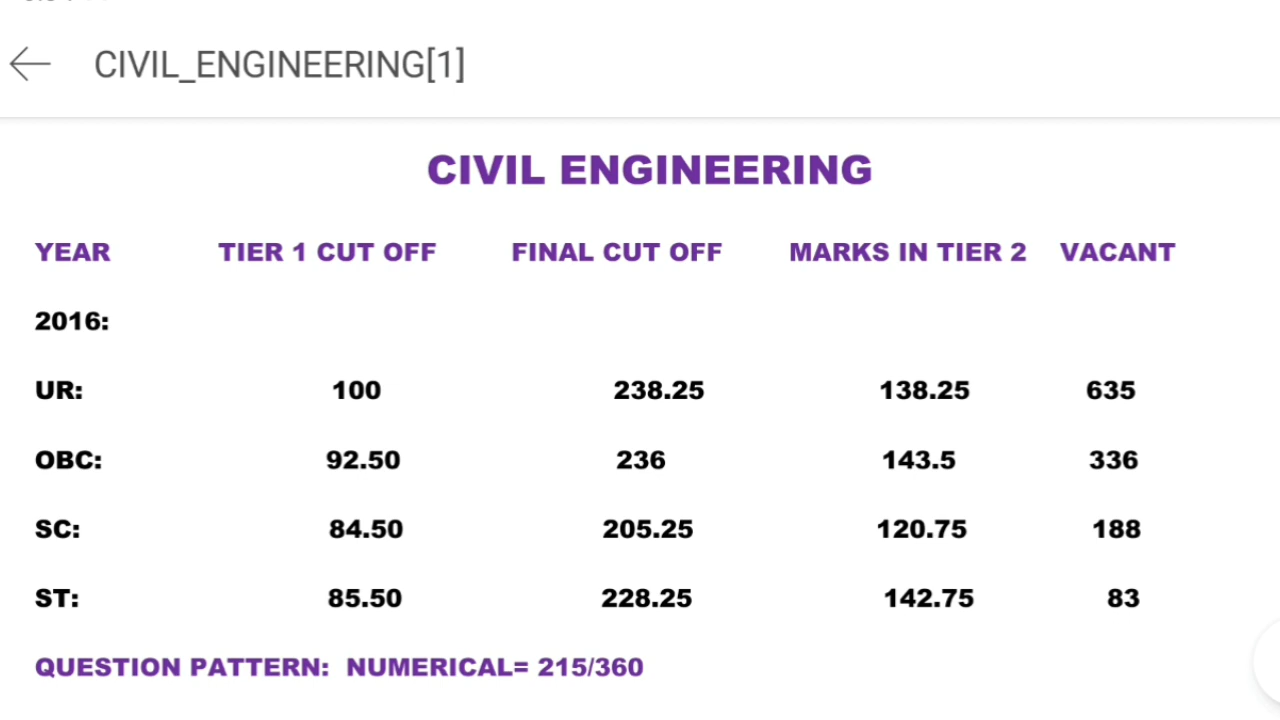 CIVIL_ENGINEERING[1]
CIVIL ENGINEERING
YEAR TIER 1 CUT OFF FINAL CUT OFF MARKS IN TIER 2 VACANT
2016:
UR: 100 238.25 138.25 635
OBC: 92.50 236 143.5 336
SC: 84.50 205.25 120.75 188
ST: 85.50 228.25 142.75 83
QUESTION PATTERN: NUMERICAL= 215/360